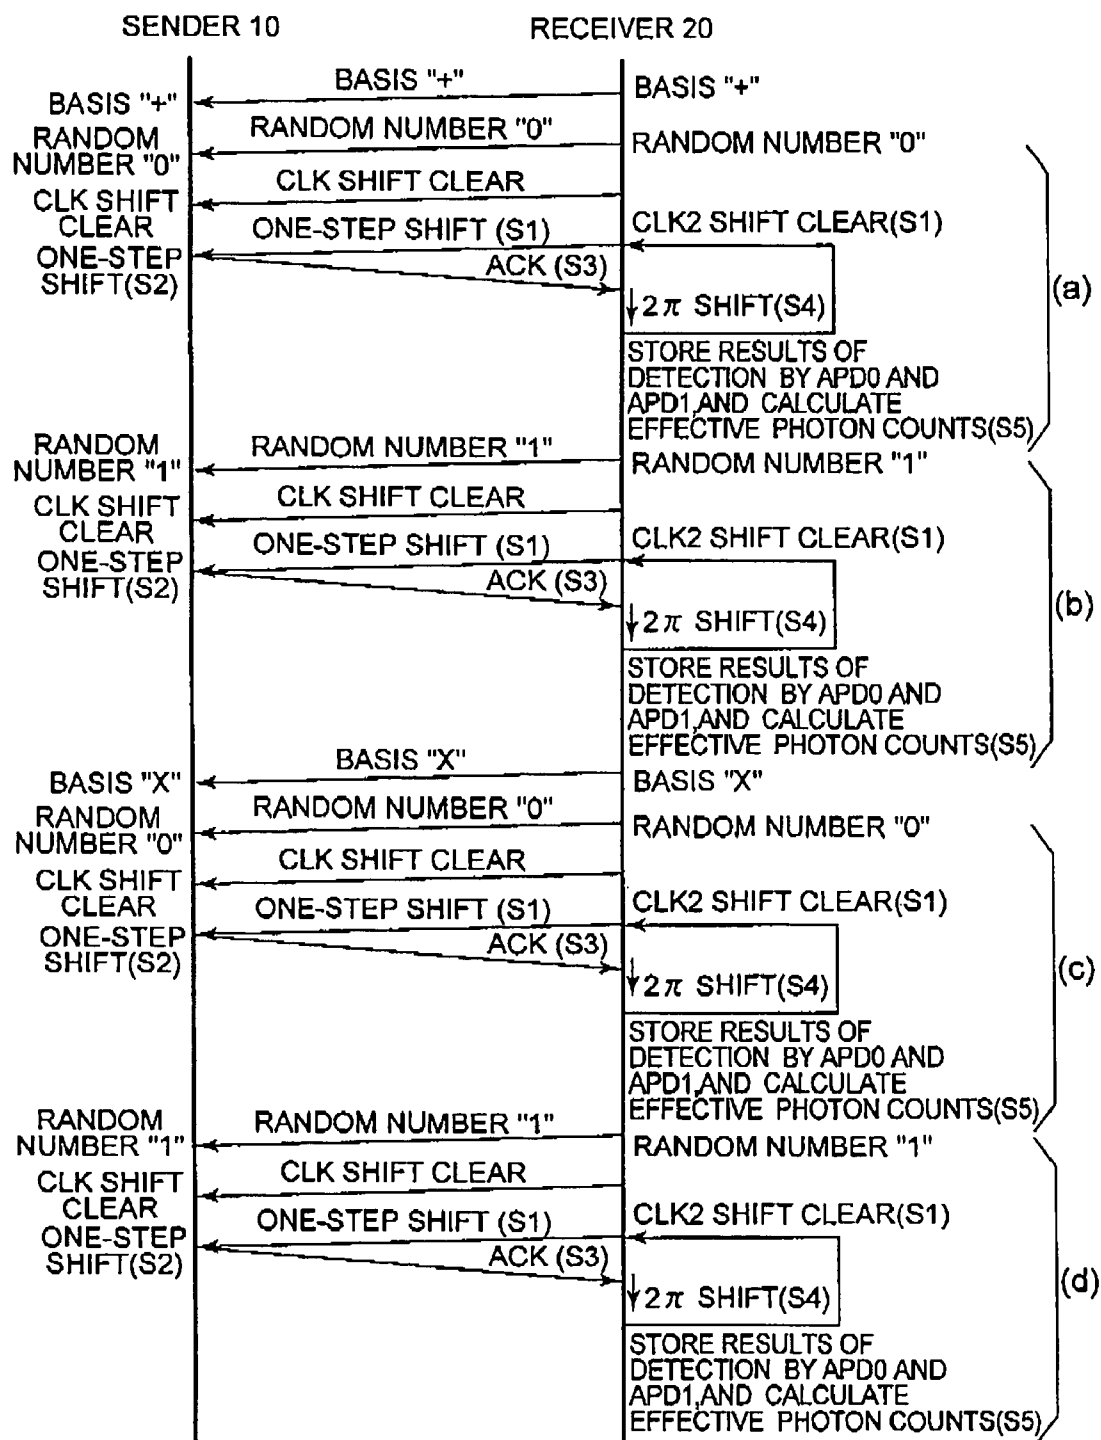 SENDER 10
RECEIVER 20
BASIS "+"
BASIS "+"
BASIS "+"
RANDOM
NUMBER "0"
RANDOM NUMBER "0"
RANDOM NUMBER "0"
CLK SHIFT
CLEAR
CLK SHIFT CLEAR
ONE-STEP SHIFT (S1)
CLK2 SHIFT CLEAR(S1)
ONE-STEP
SHIFT(S2)
ACK (S3)
2π SHIFT(S4)
(a)
STORE RESULTS OF
DETECTION BY APD0 AND
APD1,AND CALCULATE
EFFECTIVE PHOTON COUNTS(S5)
RANDOM
NUMBER "1"
RANDOM NUMBER "1"
RANDOM NUMBER "1"
CLK SHIFT
CLEAR
CLK SHIFT CLEAR
ONE-STEP SHIFT (S1)
CLK2 SHIFT CLEAR(S1)
ONE-STEP
SHIFT(S2)
ACK (S3)
2π SHIFT(S4)
(b)
STORE RESULTS OF
DETECTION BY APD0 AND
APD1,AND CALCULATE
EFFECTIVE PHOTON COUNTS(S5)
BASIS "X"
BASIS "X"
BASIS "X"
RANDOM
NUMBER "0"
RANDOM NUMBER "0"
RANDOM NUMBER "0"
CLK SHIFT
CLEAR
CLK SHIFT CLEAR
ONE-STEP SHIFT (S1)
CLK2 SHIFT CLEAR(S1)
ONE-STEP
SHIFT(S2)
ACK (S3)
2π SHIFT(S4)
(c)
STORE RESULTS OF
DETECTION BY APD0 AND
APD1,AND CALCULATE
EFFECTIVE PHOTON COUNTS(S5)
RANDOM
NUMBER "1"
RANDOM NUMBER "1"
RANDOM NUMBER "1"
CLK SHIFT
CLEAR
CLK SHIFT CLEAR
ONE-STEP SHIFT (S1)
CLK2 SHIFT CLEAR(S1)
ONE-STEP
SHIFT(S2)
ACK (S3)
2π SHIFT(S4)
(d)
STORE RESULTS OF
DETECTION BY APD0 AND
APD1,AND CALCULATE
EFFECTIVE PHOTON COUNTS(S5)